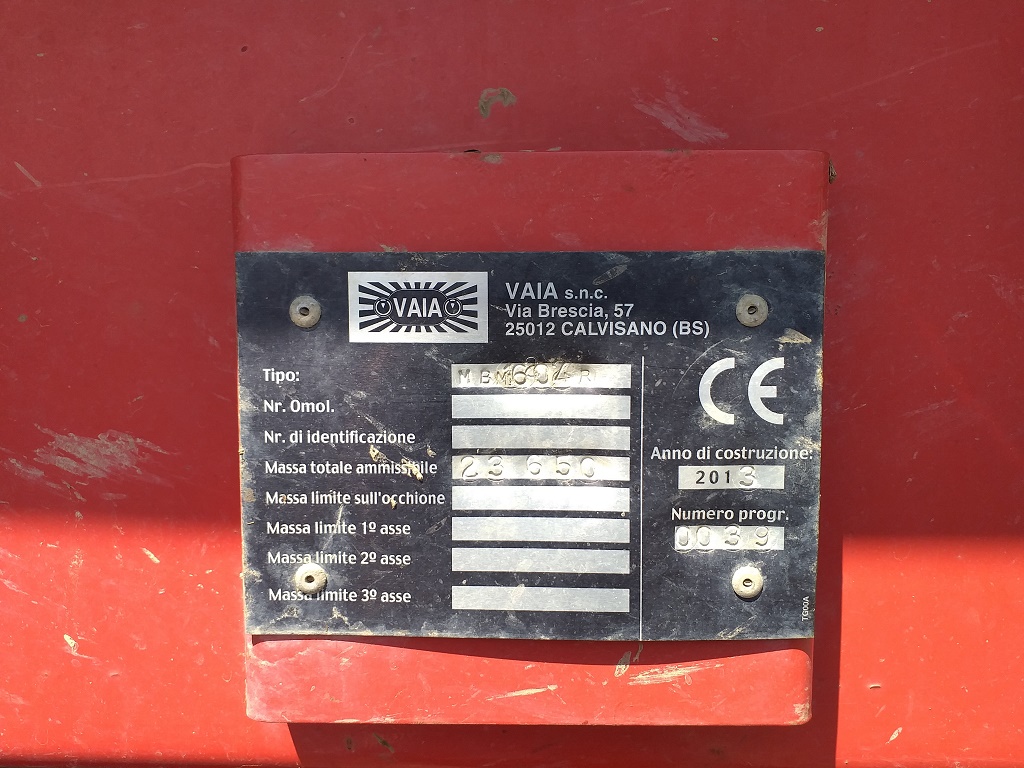 VAIA
VAIA s.n.c.
Via Brescia, 57
25012 CALVISANO (BS)
Tipo: MBM604R
Nr. Omol.
Nr. di identificazione
Massa totale ammissibile 23650
Massa limite sull'occhione
Massa limite 1º asse
Massa limite 2º asse
Massa limite 3º asse
CE
Anno di costruzione:
2013
Numero progr.
0039
TG00A